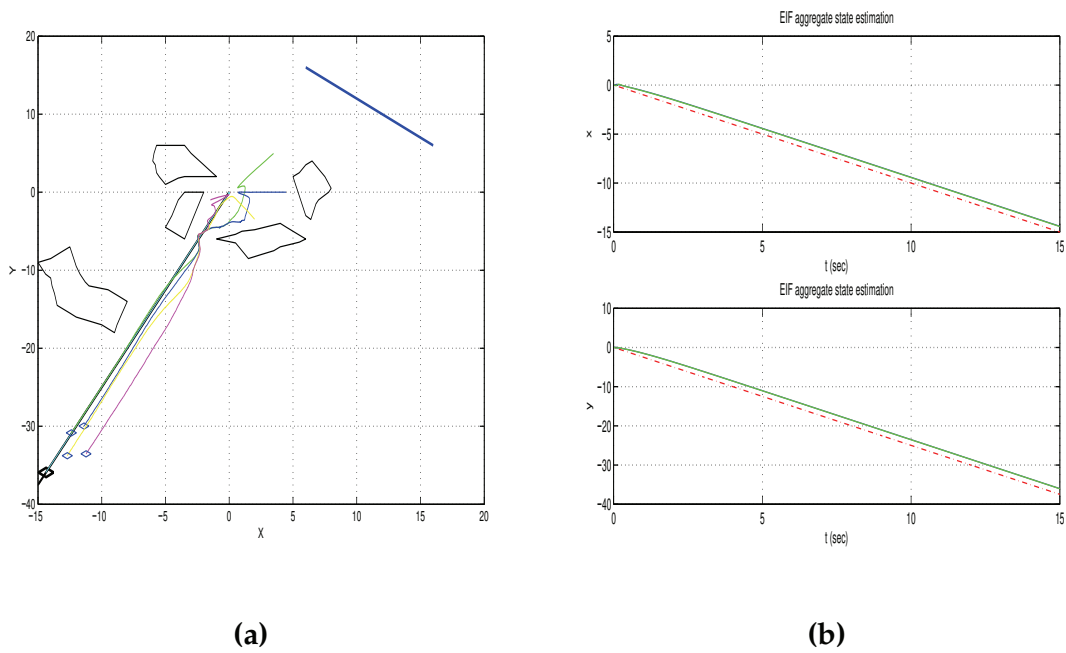 20
10
0
−10
−20
−30
−40
Y
−15 −10 −5 0 5 10 15 20
X
(a)
EIF aggregate state estimation
5
0
−5
−10
−15
x
0 5 10 15
t (sec)
EIF aggregate state estimation
10
0
−10
−20
−30
−40
y
0 5 10 15
t (sec)
(b)